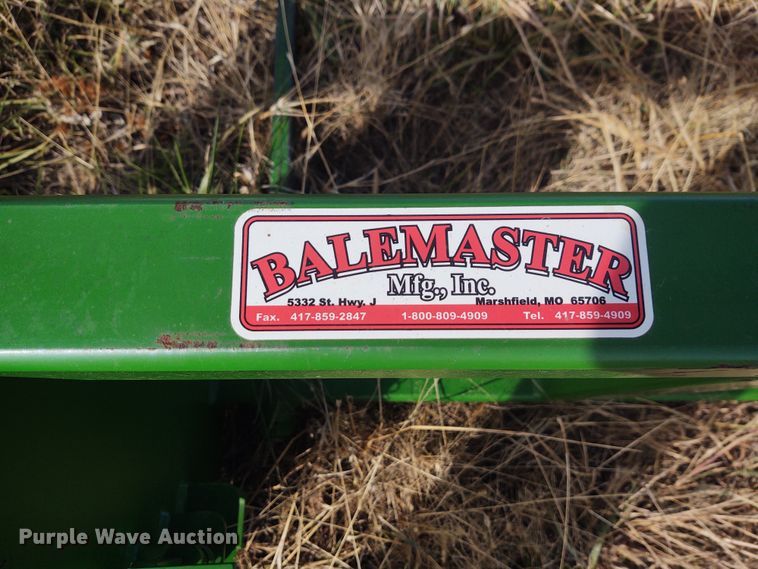 BALEMASTER
Mfg., Inc.
5332 St. Hwy. J Marshfield, MO 65706
Fax. 417-859-2847 1-800-809-4909 Tel. 417-859-4909
Purple Wave Auction